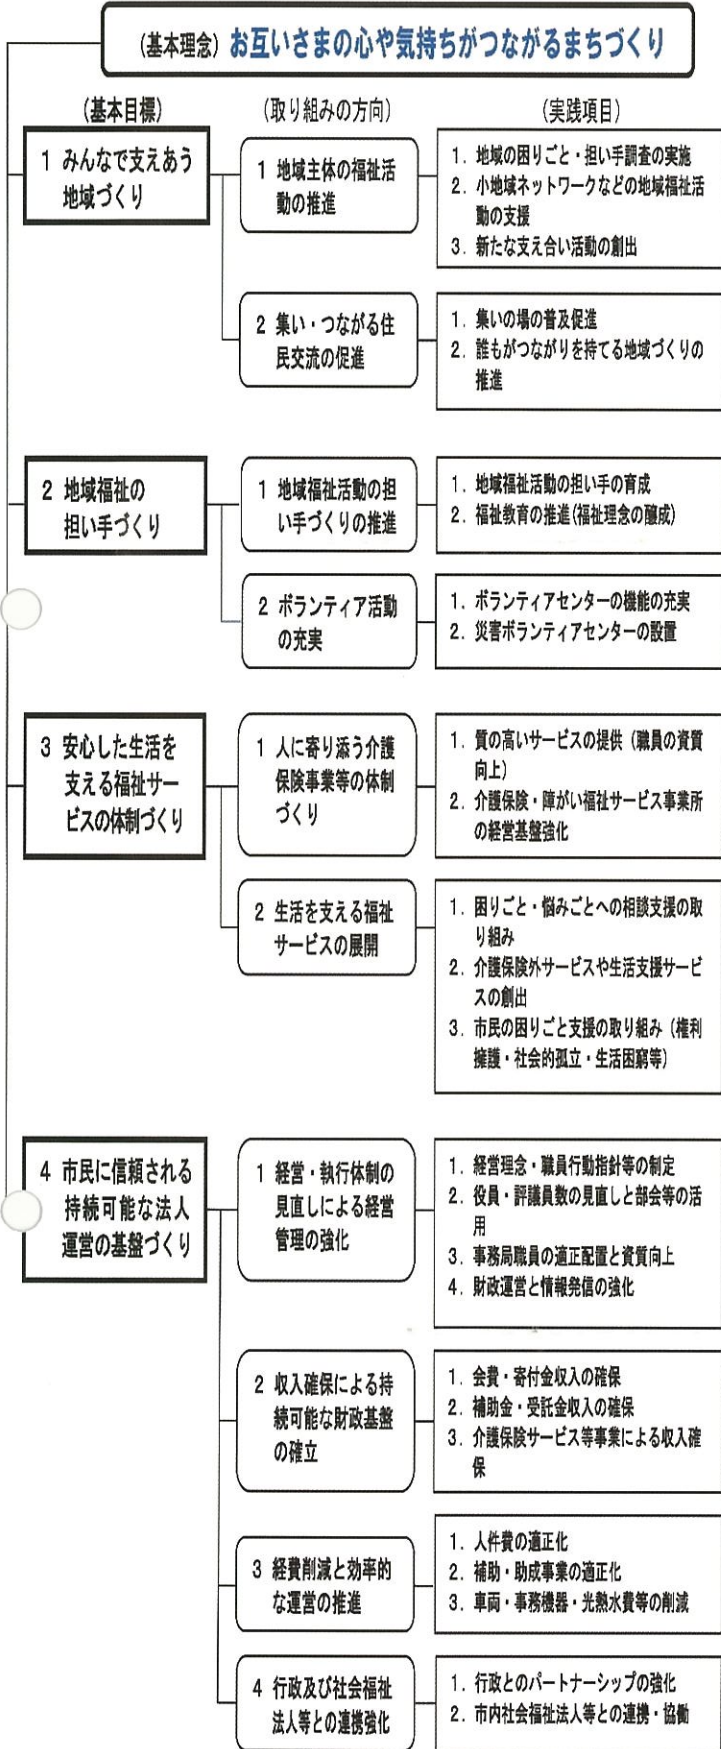 (基本理念) お互いさまの心や気持ちがつながるまちづくり
(基本目標)
(取り組みの方向)
(実践項目)
1 みんなで支えあう
地域づくり
1 地域主体の福祉活
動の推進
1. 地域の困りごと・担い手調査の実施
2. 小地域ネットワークなどの地域福祉活
動の支援
3. 新たな支え合い活動の創出
2 集い・つながる住
民交流の促進
1. 集いの場の普及促進
2. 誰もがつながりを持てる地域づくりの
推進
2 地域福祉の
担い手づくり
1 地域福祉活動の担
い手づくりの推進
1. 地域福祉活動の担い手の育成
2. 福祉教育の推進(福祉理念の醸成)
2 ボランティア活動
の充実
1. ボランティアセンターの機能の充実
2. 災害ボランティアセンターの設置
3 安心した生活を
支える福祉サー
ビスの体制づくり
1 人に寄り添う介護
保険事業等の体制
づくり
1. 質の高いサービスの提供（職員の資質
向上）
2. 介護保険・障がい福祉サービス事業所
の経営基盤強化
2 生活を支える福祉
サービスの展開
1. 困りごと・悩みごとへの相談支援の取
り組み
2. 介護保険外サービスや生活支援サービ
スの創出
3. 市民の困りごと支援の取り組み（権利
擁護・社会的孤立・生活困窮等）
4 市民に信頼される
持続可能な法人
運営の基盤づくり
1 経営・執行体制の
見直しによる経営
管理の強化
1. 経営理念・職員行動指針等の制定
2. 役員・評議員数の見直しと部会等の活
用
3. 事務局職員の適正配置と資質向上
4. 財政運営と情報発信の強化
2 収入確保による持
続可能な財政基盤
の確立
1. 会費・寄付金収入の確保
2. 補助金・受託金収入の確保
3. 介護保険サービス等事業による収入確
保
3 経費削減と効率的
な運営の推進
1. 人件費の適正化
2. 補助・助成事業の適正化
3. 車両・事務機器・光熱水費等の削減
4 行政及び社会福祉
法人等との連携強化
1. 行政とのパートナーシップの強化
2. 市内社会福祉法人等との連携・協働